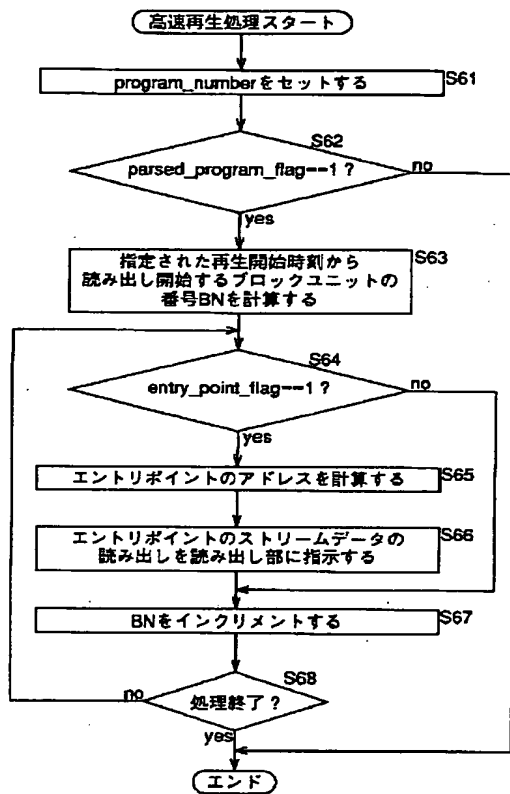 高速再生処理スタート
S61
program_numberをセットする
S62
parsed_program_flag==1?
no
yes
S63
指定された再生開始時刻から
読み出し開始するブロックユニットの
番号BNを計算する
S64
entry_point_flag==1?
no
yes
S65
エントリポイントのアドレスを計算する
S66
エントリポイントのストリームデータの
読み出しを読み出し部に指示する
S67
BNをインクリメントする
S68
処理終了?
no
yes
エンド